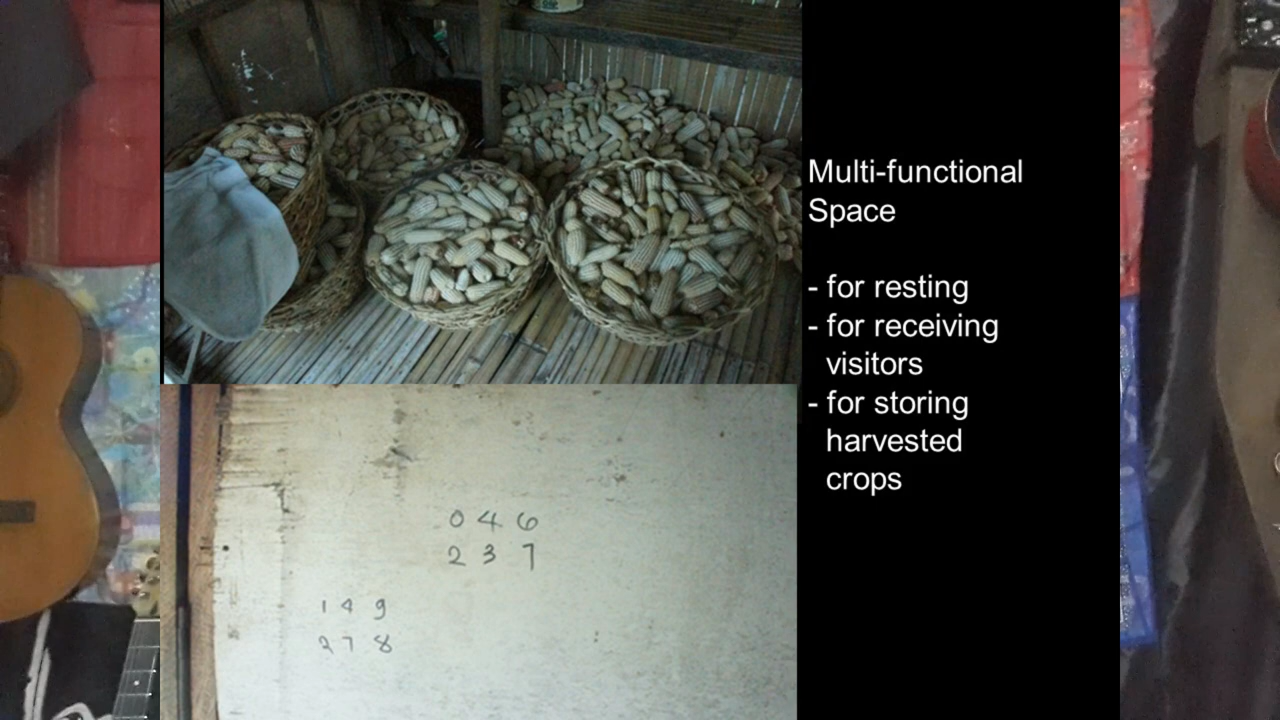 Multi-functional
Space
- for resting
- for receiving
visitors
- for storing
harvested
crops
0 4 6
2 3 7
1 4 9
2 7 8